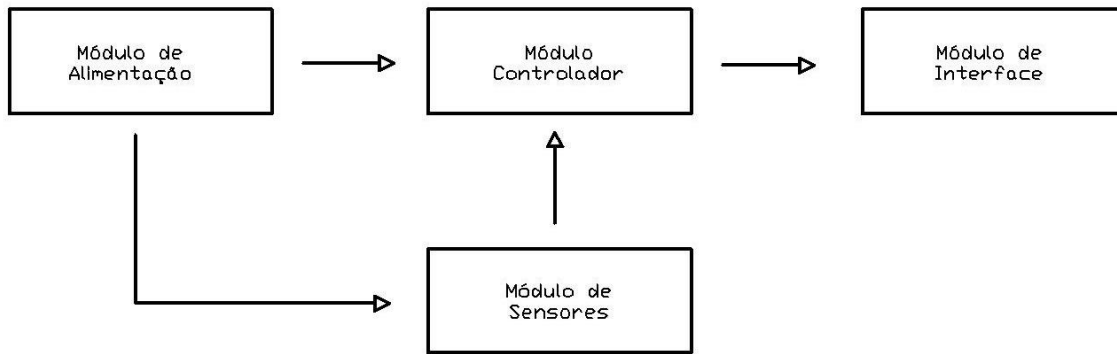 Módulo de
Alimentação
Módulo
Controlador
Módulo de
Interface
Módulo de
Sensores